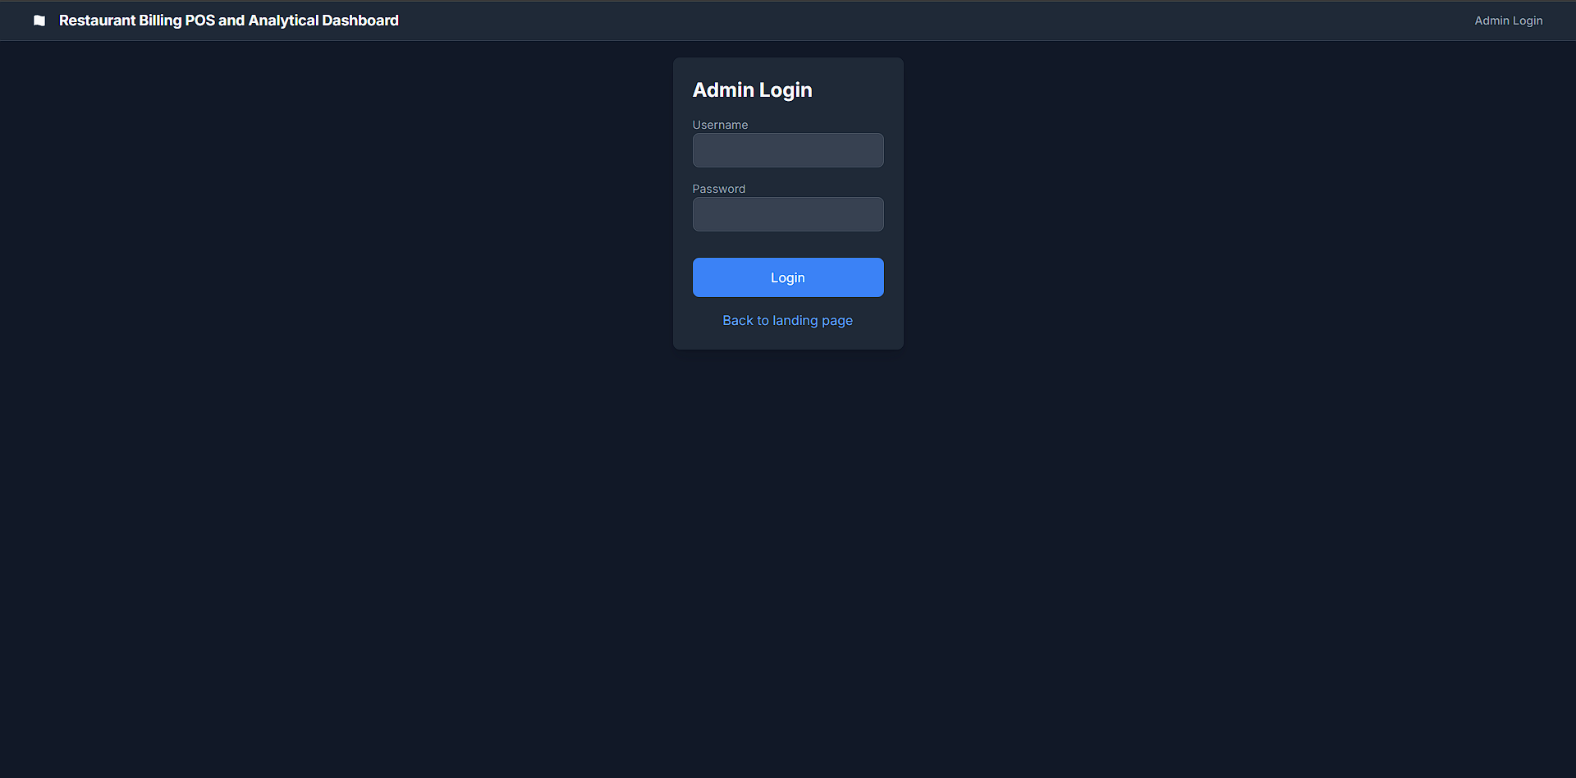 Restaurant Billing POS and Analytical Dashboard
Admin Login
Admin Login
Username
Password
Login
Back to landing page